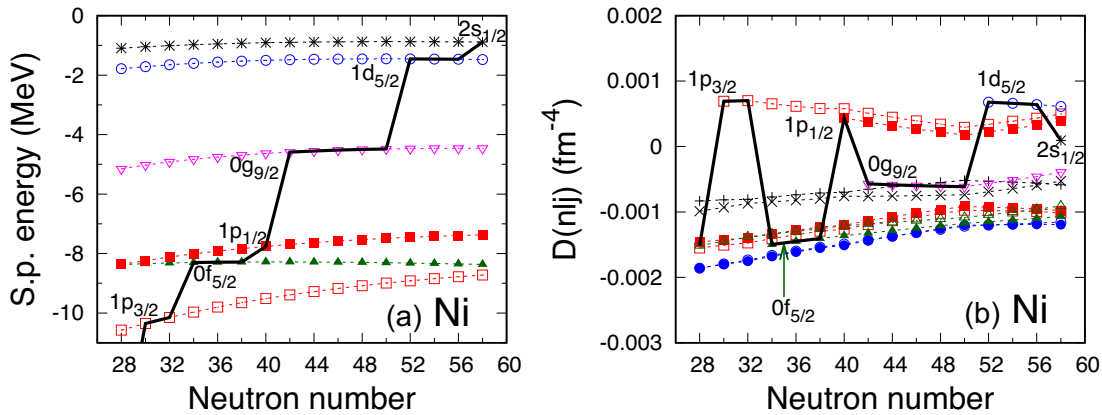 2s1/2
-2
1d5/2
-4
0g9/2
-6
1p1/2
-8
0f5/2
1p3/2
-10
(a) Ni
28 32 36 40 44 48 52 56 60
Neutron number
S.p. energy (MeV)
0.002
1p3/2
1d5/2
0.001
1p1/2
0
0g9/2
2s1/2
-0.001
0f5/2
-0.002
(b) Ni
-0.003
28 32 36 40 44 48 52 56 60
Neutron number
D(nlj) (fm-4)